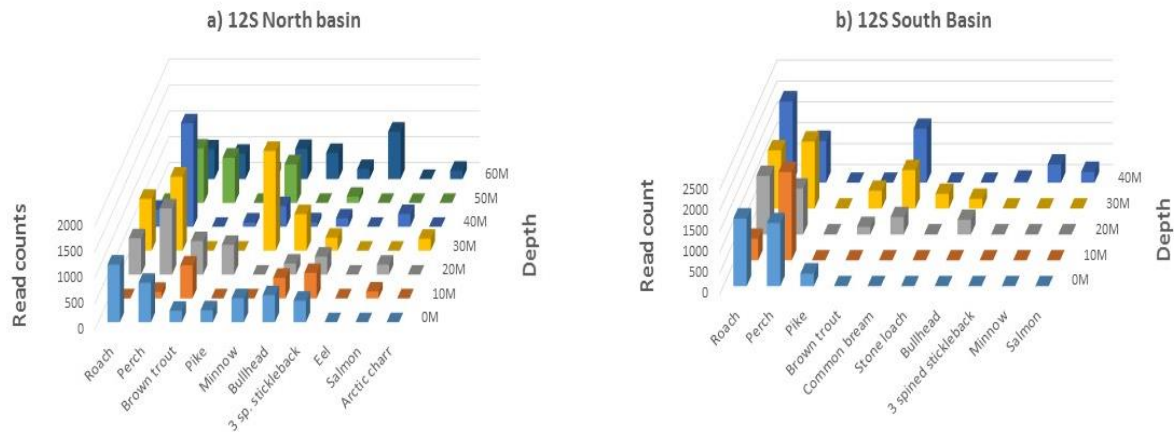 a) 12S North basin
Read counts
2000
1500
1000
500
0
60M
50M
40M
30M
20M
10M
0M
Depth
Roach
Perch
Brown trout
Pike
Minnow
Bullhead
3 sp. stickleback
Eel
Salmon
Arctic charr
b) 12S South Basin
Read count
2500
2000
1500
1000
500
0
40M
30M
20M
10M
0M
Depth
Roach
Perch
Pike
Brown trout
Common bream
Stone loach
Bullhead
3 spined stickleback
Minnow
Salmon